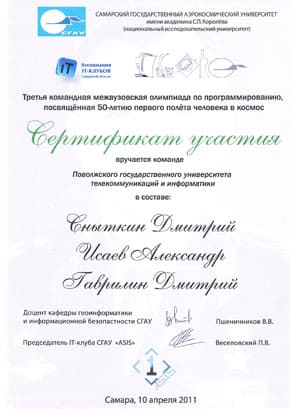 САМАРСКИЙ ГОСУДАРСТВЕННЫЙ АЭРОКОСМИЧЕСКИЙ УНИВЕРСИТЕТ
имени академика С.П. Королёва
(национальный исследовательский университет)
СГАУ
IT
Ассоциация
IT-КЛУБОВ
Третья командная межвузовская олимпиада по программированию,
посвящённая 50-летию первого полёта человека в космос
Сертификат участия
вручается команде
Поволжского государственного университета
телекоммуникаций и информатики
в составе:
Сныткин Дмитрий
Исаев Александр
Гаврилин Дмитрий
Доцент кафедры геоинформатики
и информационной безопастности СГАУ
Пшеничников В.В.
Председатель IT-клуба СГАУ «ASIS»
Веселовский П.В.
1
Самара, 10 апреля 2011